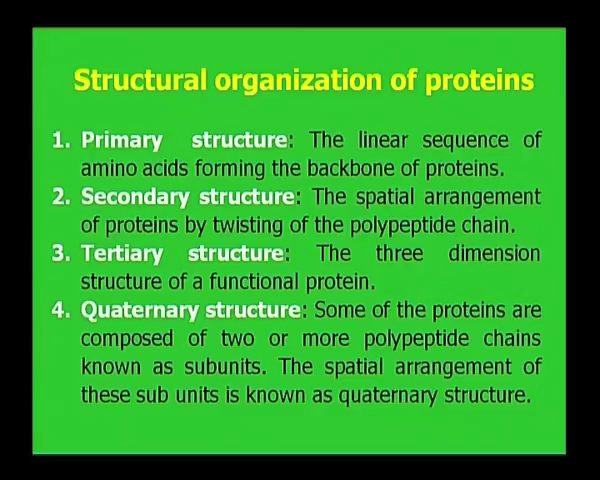 Structural organization of proteins
1. Primary structure: The linear sequence of
amino acids forming the backbone of proteins.
2. Secondary structure: The spatial arrangement
of proteins by twisting of the polypeptide chain.
3. Tertiary structure: The three dimension
structure of a functional protein.
4. Quaternary structure: Some of the proteins are
composed of two or more polypeptide chains
known as subunits. The spatial arrangement of
these sub units is known as quaternary structure.